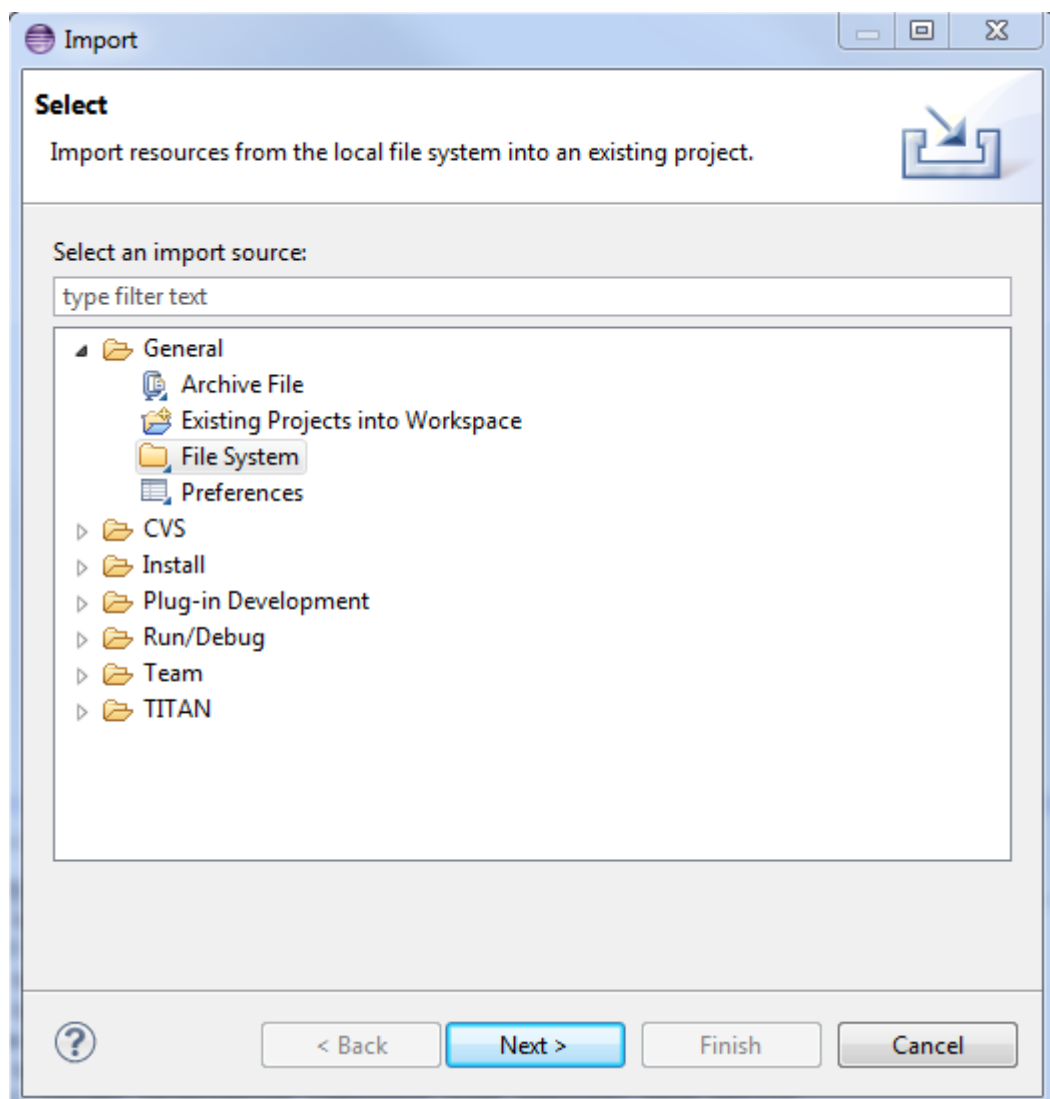 Import
Select
Import resources from the local file system into an existing project.
Select an import source:
type filter text
General
Archive File
Existing Projects into Workspace
File System
Preferences
CVS
Install
Plug-in Development
Run/Debug
Team
TITAN
? < Back Next > Finish Cancel